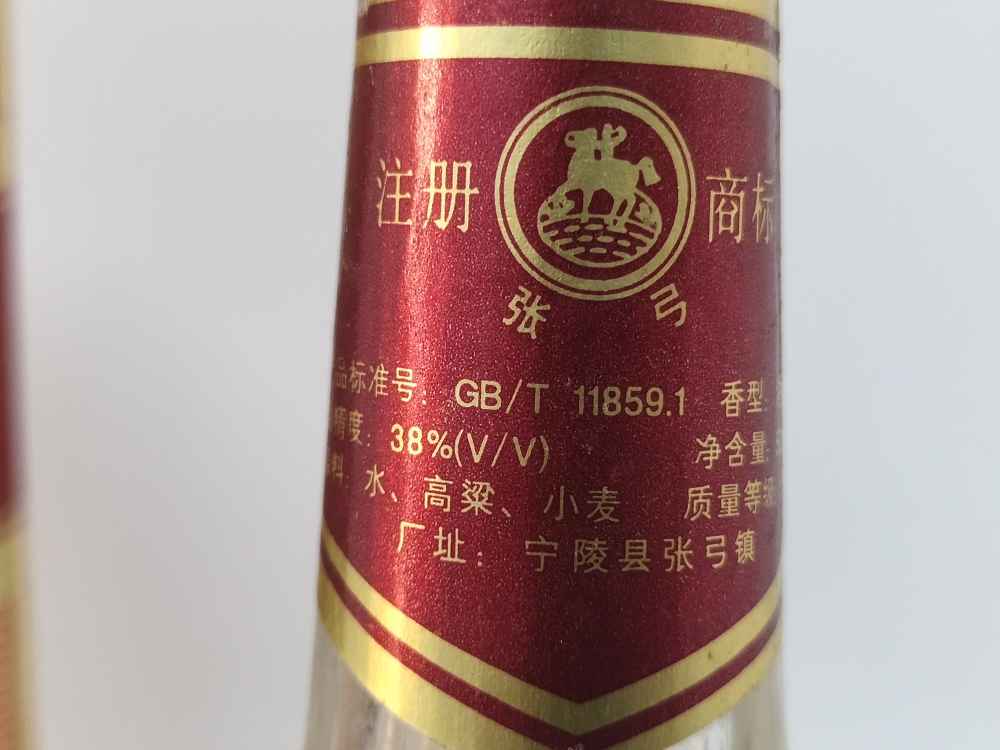 注册 商标
张弓
品标准号: GB/T 11859.1 香型:
精度: 38%(V/V) 净含量:
料: 水、高粱、小麦 质量等级
厂址: 宁陵县张弓镇